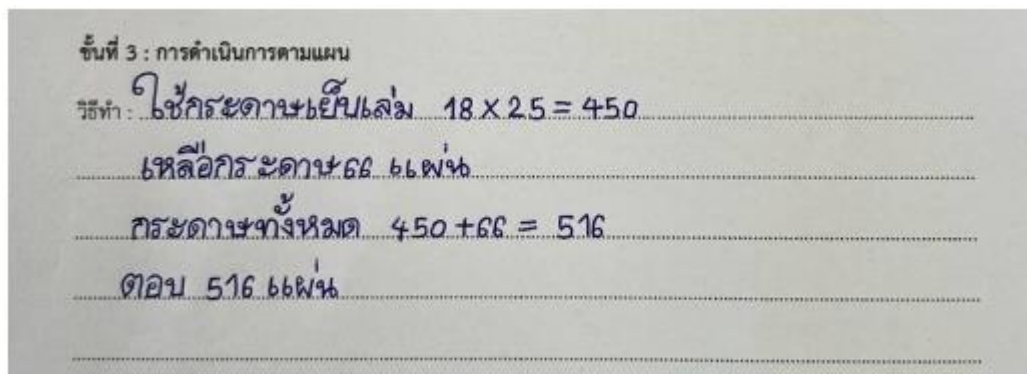 ขั้นที่ 3 : การดำเนินการตามแผน
วิธีทำ : ใช้กระดาษเย็บเล่ม 18 X 25 = 450
เหลือกระดาษ 66 แผ่น
กระดาษทั้งหมด 450 + 66 = 516
ตอบ 516 แผ่น